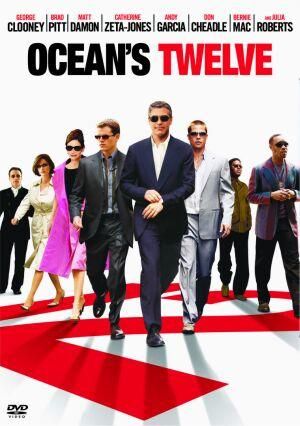 GEORGE CLOONEY BRAD PITT MATT DAMON CATHERINE ZETA-JONES ANDY GARCIA DON CHEADLE BERNIE MAC AND JULIA ROBERTS
OCEAN'S TWELVE
DVD
VIDEO